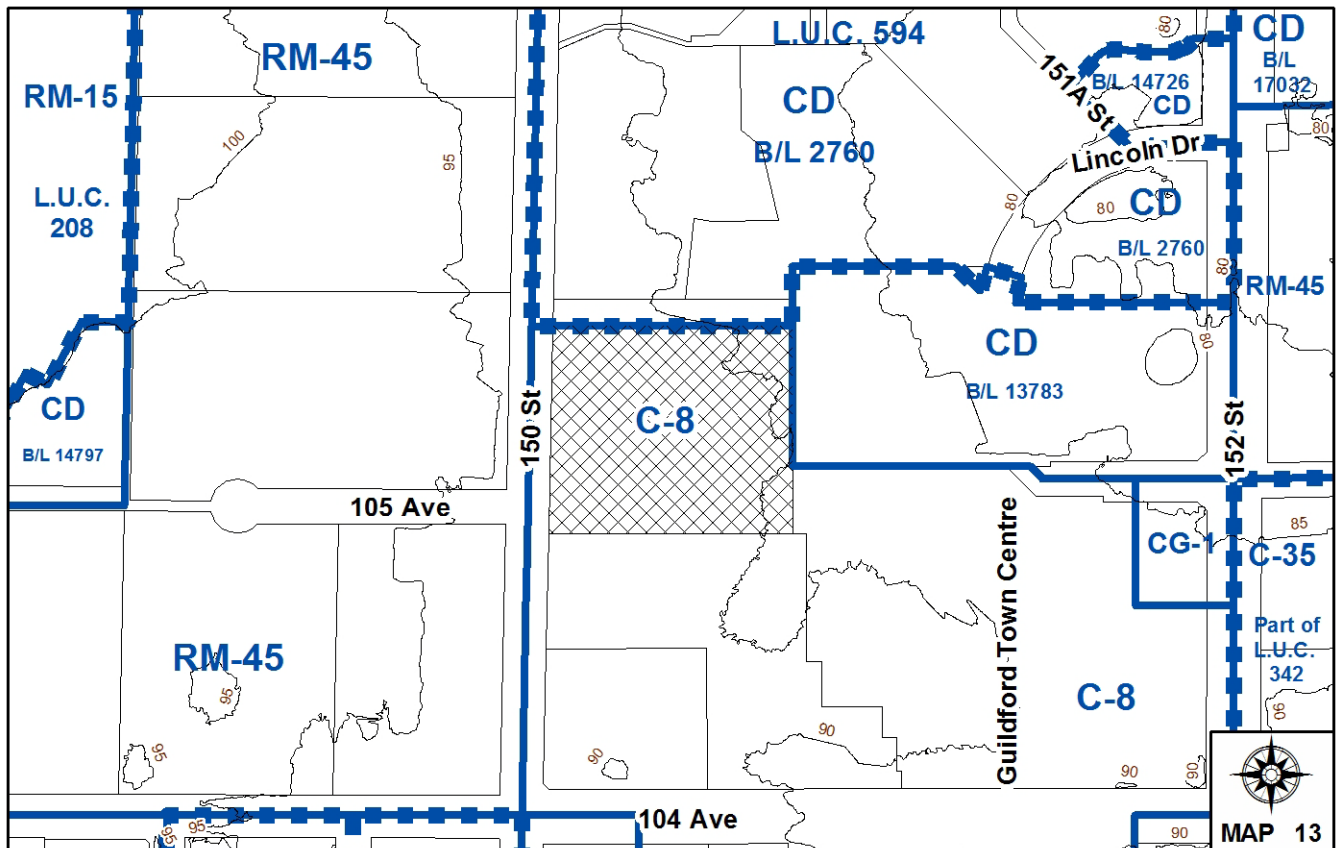 L.U.C. 594
CD
B/L
17032
RM-45
RM-15
100
95
L.U.C.
208
CD
B/L 2760
80
151A St
B/L 14726
CD
80
Lincoln Dr
80
80
CD
B/L 2760
80
RM-45
80
CD
B/L 14797
150 St
C-8
CD
B/L 13783
152 St
105 Ave
Guildford Town Centre
CG-1
85
C-35
RM-45
95
95
Part of
L.U.C.
342
C-8
90
90
90
90
90
104 Ave
95
95
90
MAP 13